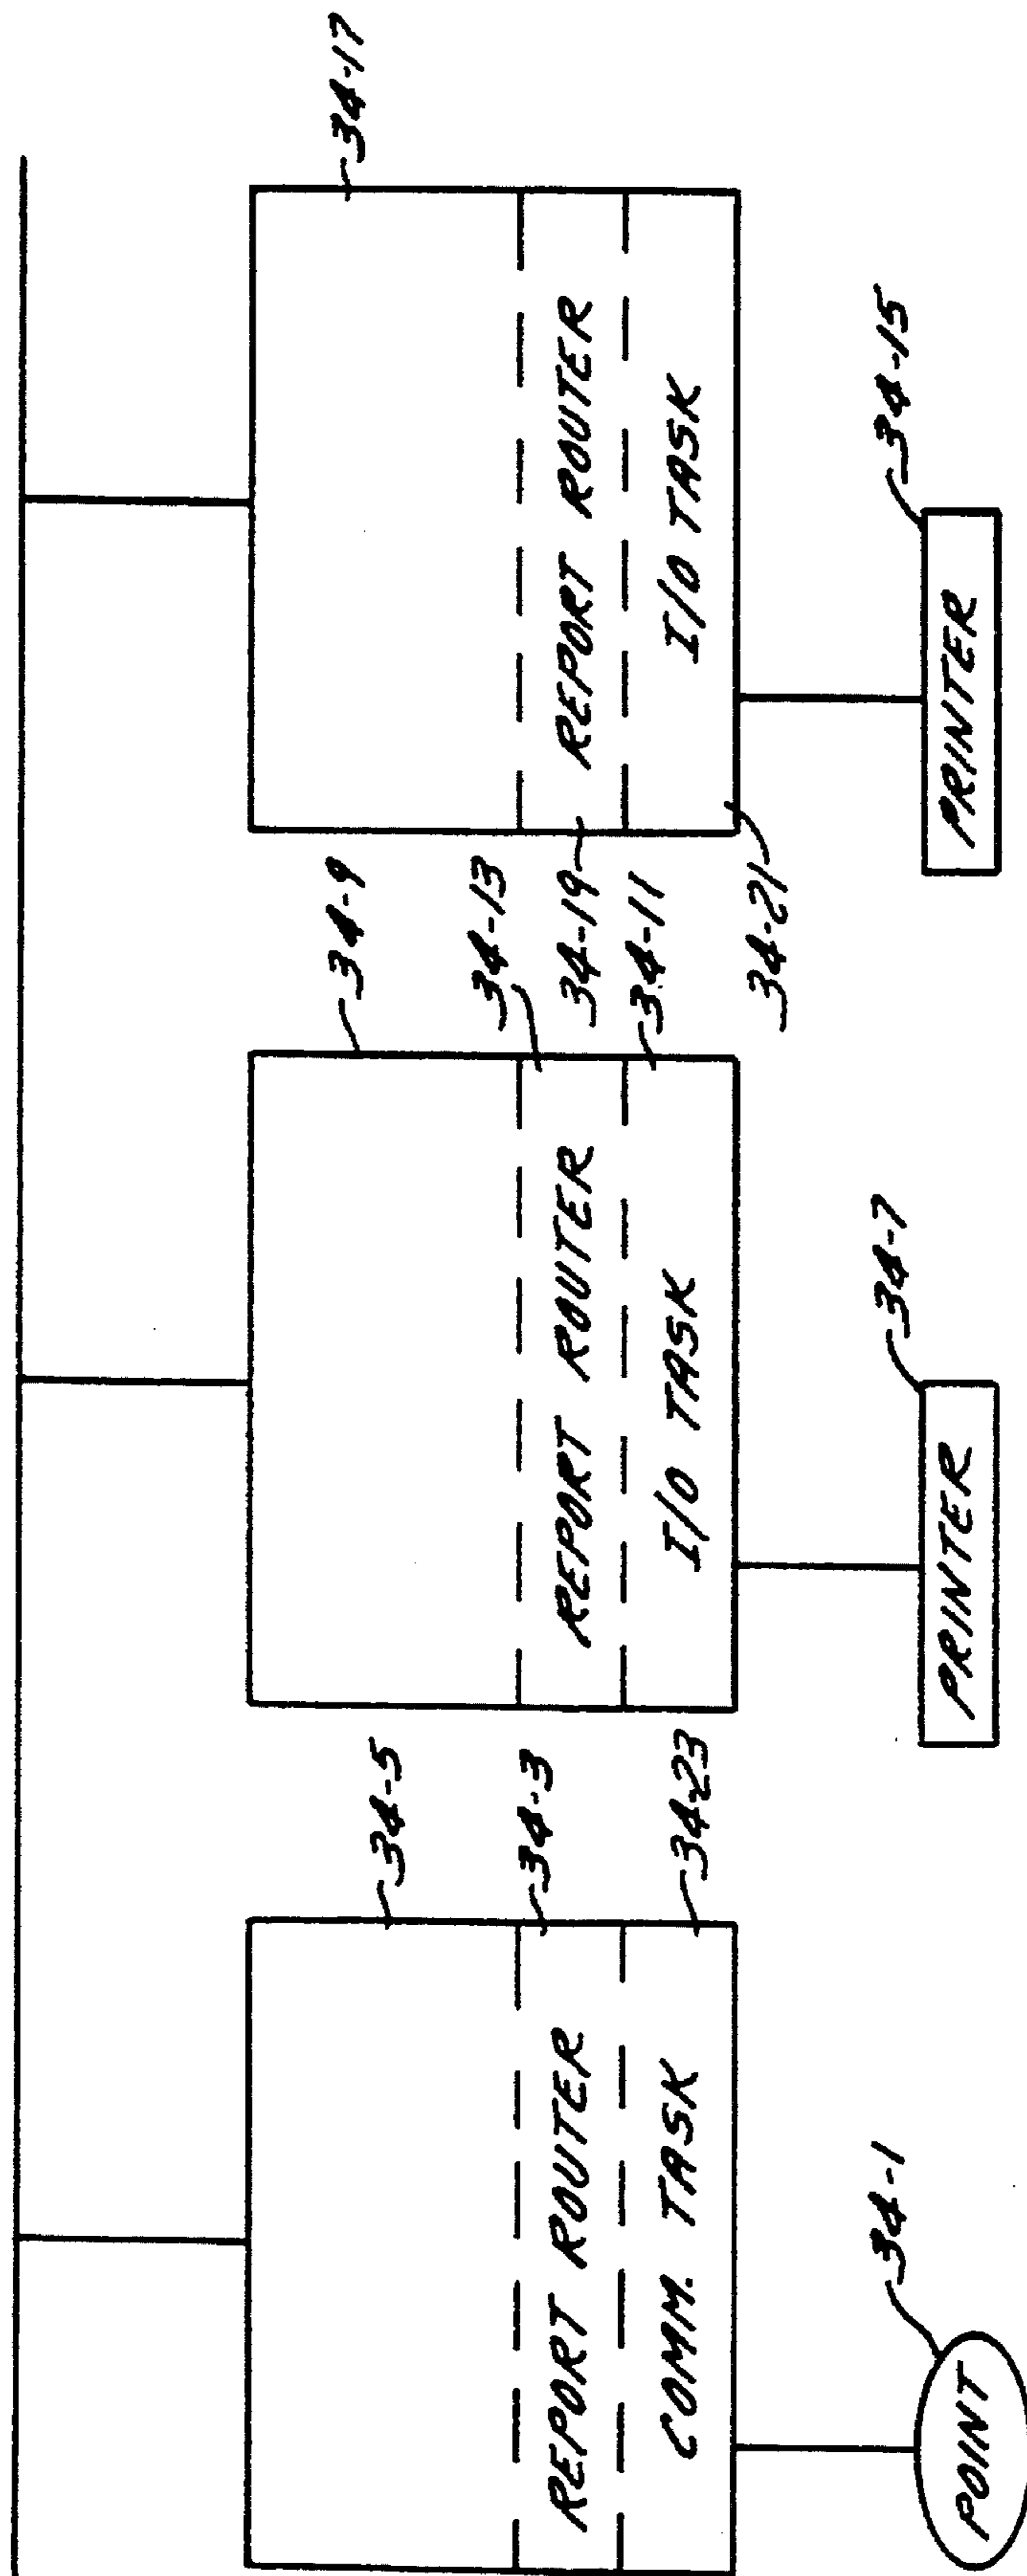 34-5
34-9
34-17
REPORT ROUTER
34-3
REPORT ROUTER
34-13
34-19
REPORT ROUTER
COMM. TASK
34-23
I/O TASK
34-11
I/O TASK
34-21
POINT
34-1
PRINTER
34-7
PRINTER
34-15